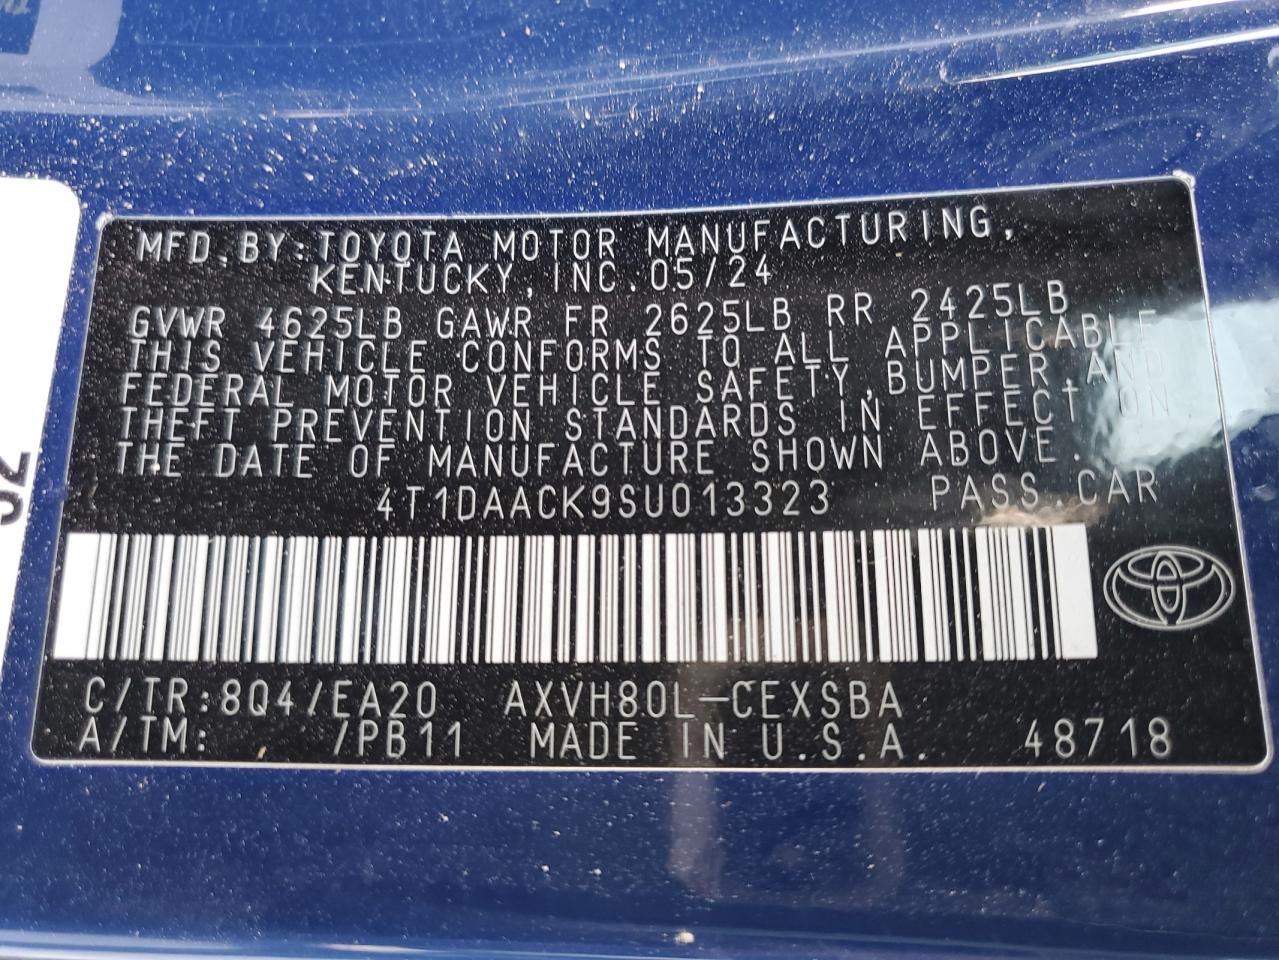 MFD.BY:TOYOTA MOTOR MANUFACTURING,
KENTUCKY, INC.05/24
GVWR 4625LB GAWR FR 2625LB RR 2425LB
THIS VEHICLE CONFORMS TO ALL APPLICABLE
FEDERAL MOTOR VEHICLE SAFETY,BUMPER,AND
THEFT PREVENTION STANDARDS IN EFFECT ON
THE DATE OF MANUFACTURE SHOWN ABOVE.
4T1DAACK9SU013323 PASS.CAR
C/TR:8Q4/EA20 AXVH80L-CEXSBA
A/TM: /PB11 MADE IN U.S.A. 48718